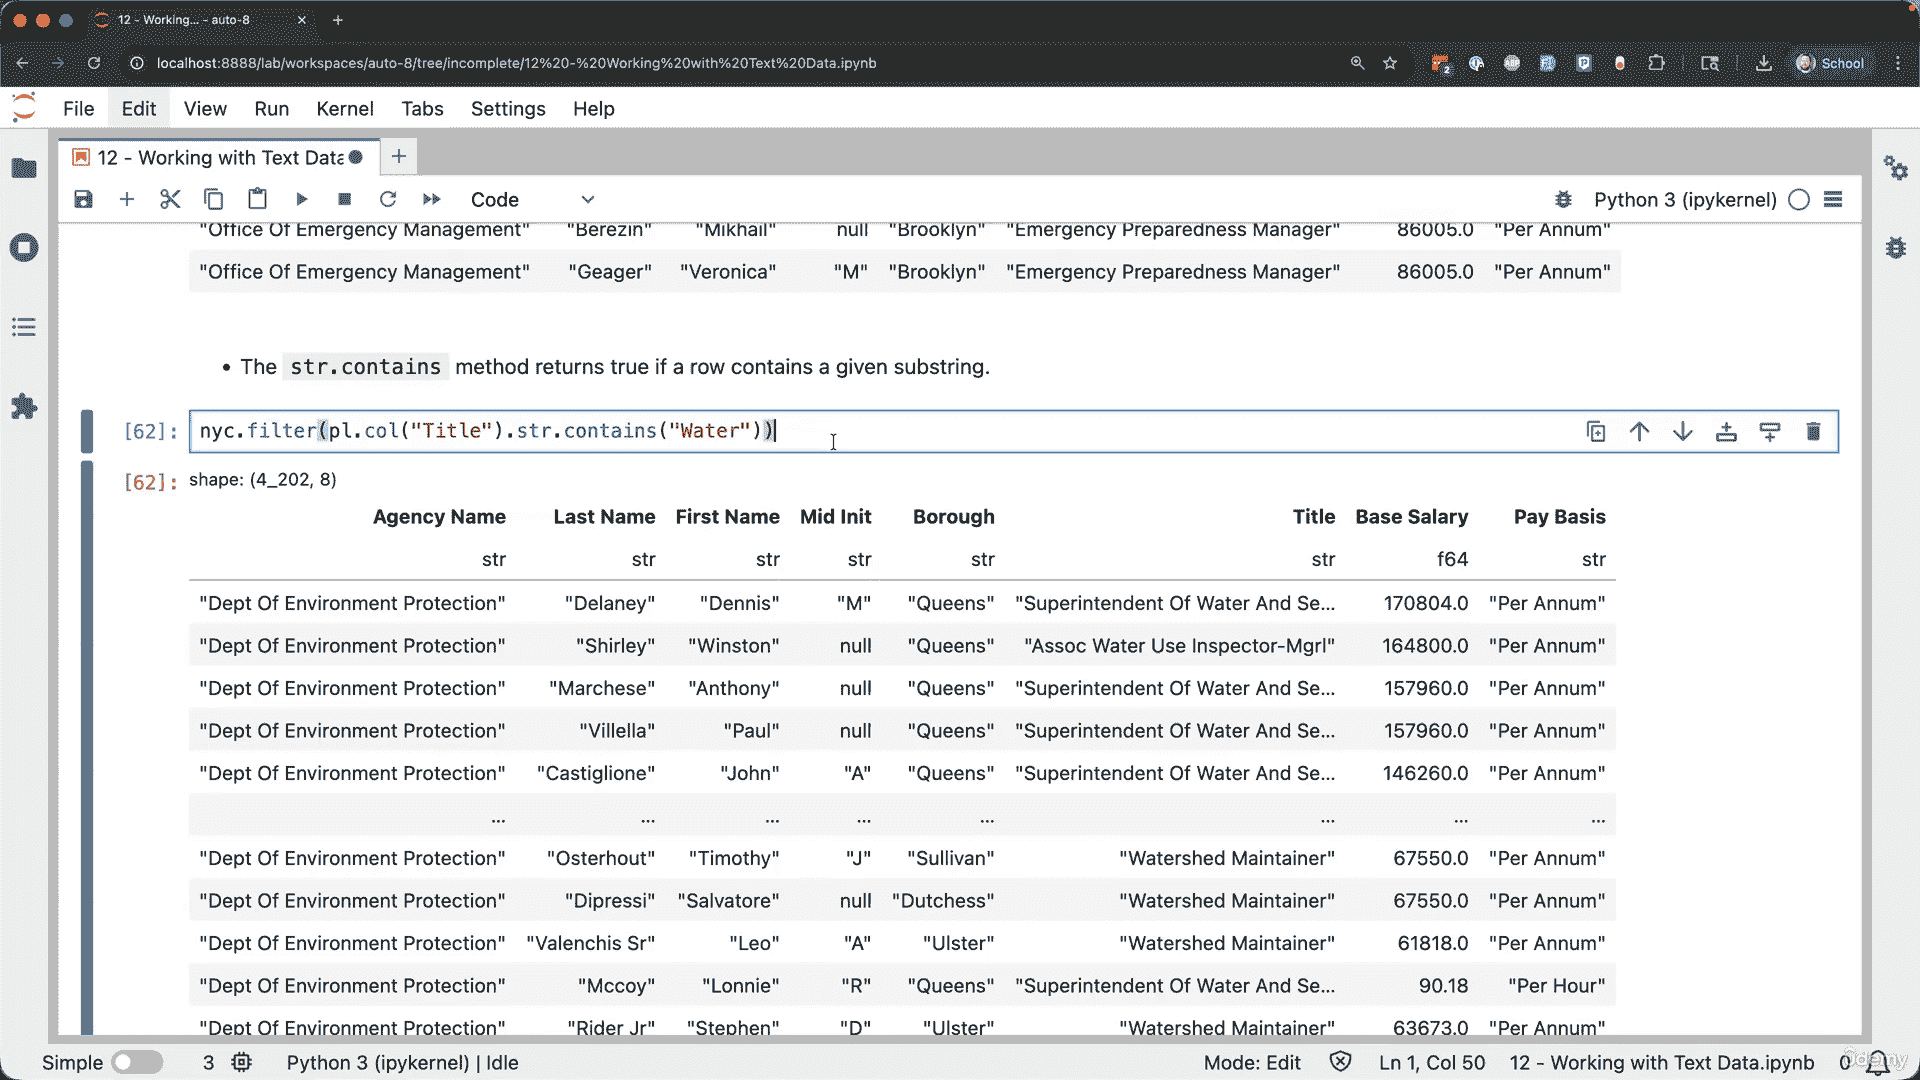 12 - Working... - auto-8
localhost:8888/lab/workspaces/auto-8/tree/incomplete/12%20-%20Working%20with%20Text%20Data.ipynb
2
School
File Edit View Run Kernel Tabs Settings Help
12 - Working with Text Data
Code
Python 3 (ipykernel)
"Office Of Emergency Management" "Berezin" "Mikhail" null "Brooklyn" "Emergency Preparedness Manager" 86005.0 "Per Annum"
"Office Of Emergency Management" "Geager" "Veronica" "M" "Brooklyn" "Emergency Preparedness Manager" 86005.0 "Per Annum"
• The str.contains method returns true if a row contains a given substring.
[62]: nyc.filter(pl.col("Title").str.contains("Water"))
[62]: shape: (4_202, 8)
Agency Name Last Name First Name Mid Init Borough Title Base Salary Pay Basis
str str str str str str f64 str
"Dept Of Environment Protection" "Delaney" "Dennis" "M" "Queens" "Superintendent Of Water And Se... 170804.0 "Per Annum"
"Dept Of Environment Protection" "Shirley" "Winston" null "Queens" "Assoc Water Use Inspector-Mgrl" 164800.0 "Per Annum"
"Dept Of Environment Protection" "Marchese" "Anthony" null "Queens" "Superintendent Of Water And Se... 157960.0 "Per Annum"
"Dept Of Environment Protection" "Villella" "Paul" null "Queens" "Superintendent Of Water And Se... 157960.0 "Per Annum"
"Dept Of Environment Protection" "Castiglione" "John" "A" "Queens" "Superintendent Of Water And Se... 146260.0 "Per Annum"
... ... ... ... ... ... ... ...
"Dept Of Environment Protection" "Osterhout" "Timothy" "J" "Sullivan" "Watershed Maintainer" 67550.0 "Per Annum"
"Dept Of Environment Protection" "Dipressi" "Salvatore" null "Dutchess" "Watershed Maintainer" 67550.0 "Per Annum"
"Dept Of Environment Protection" "Valenchis Sr" "Leo" "A" "Ulster" "Watershed Maintainer" 61818.0 "Per Annum"
"Dept Of Environment Protection" "Mccoy" "Lonnie" "R" "Queens" "Superintendent Of Water And Se... 90.18 "Per Hour"
"Dept Of Environment Protection" "Rider Jr" "Stephen" "D" "Ulster" "Watershed Maintainer" 63673.0 "Per Annum"
Simple 3 Python 3 (ipykernel) | Idle Mode: Edit Ln 1, Col 50 12 - Working with Text Data.ipynb 0
Udemy